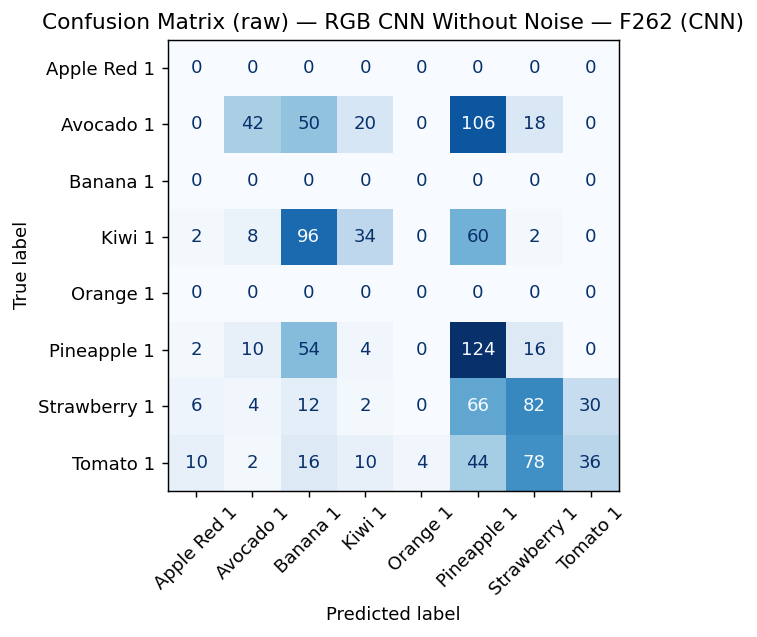 Confusion Matrix (raw) — RGB CNN Without Noise — F262 (CNN)
Apple Red 1 0 0 0 0 0 0 0 0
Avocado 1 0 42 50 20 0 106 18 0
Banana 1 0 0 0 0 0 0 0 0
Kiwi 1 2 8 96 34 0 60 2 0
Orange 1 0 0 0 0 0 0 0 0
Pineapple 1 2 10 54 4 0 124 16 0
Strawberry 1 6 4 12 2 0 66 82 30
Tomato 1 10 2 16 10 4 44 78 36
True label
Apple Red 1 Avocado 1 Banana 1 Kiwi 1 Orange 1 Pineapple 1 Strawberry 1 Tomato 1
Predicted label